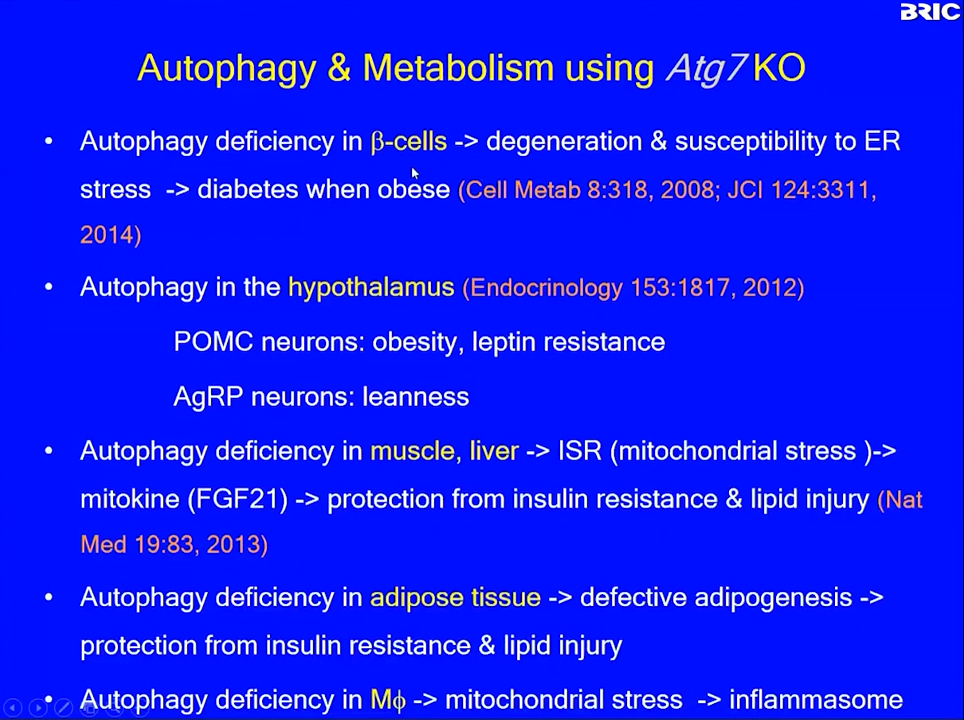 BRIC
Autophagy & Metabolism using Atg7 KO
• Autophagy deficiency in β-cells -> degeneration & susceptibility to ER
stress -> diabetes when obese (Cell Metab 8:318, 2008; JCI 124:3311,
2014)
• Autophagy in the hypothalamus (Endocrinology 153:1817, 2012)
POMC neurons: obesity, leptin resistance
AgRP neurons: leanness
• Autophagy deficiency in muscle, liver -> ISR (mitochondrial stress )->
mitokine (FGF21) -> protection from insulin resistance & lipid injury (Nat
Med 19:83, 2013)
• Autophagy deficiency in adipose tissue -> defective adipogenesis ->
protection from insulin resistance & lipid injury
• Autophagy deficiency in Mϕ -> mitochondrial stress -> inflammasome